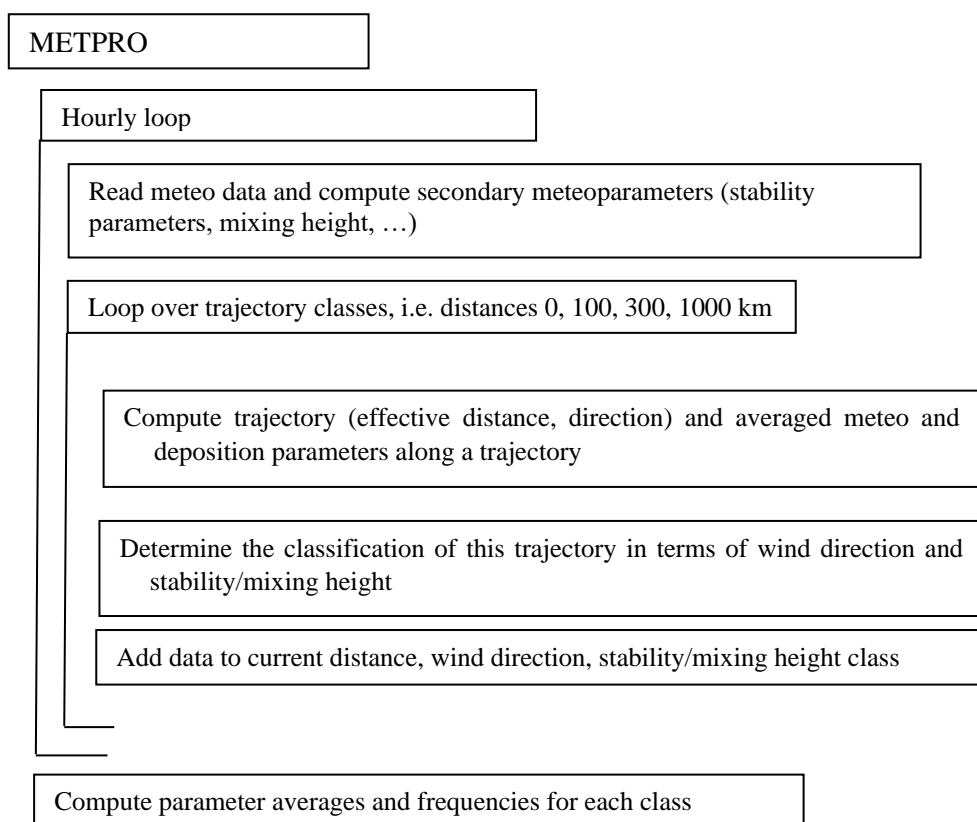 METPRO
Hourly loop
Read meteo data and compute secondary meteoparameters (stability
parameters, mixing height, …)
Loop over trajectory classes, i.e. distances 0, 100, 300, 1000 km
Compute trajectory (effective distance, direction) and averaged meteo and
deposition parameters along a trajectory
Determine the classification of this trajectory in terms of wind direction and
stability/mixing height
Add data to current distance, wind direction, stability/mixing height class
Compute parameter averages and frequencies for each class